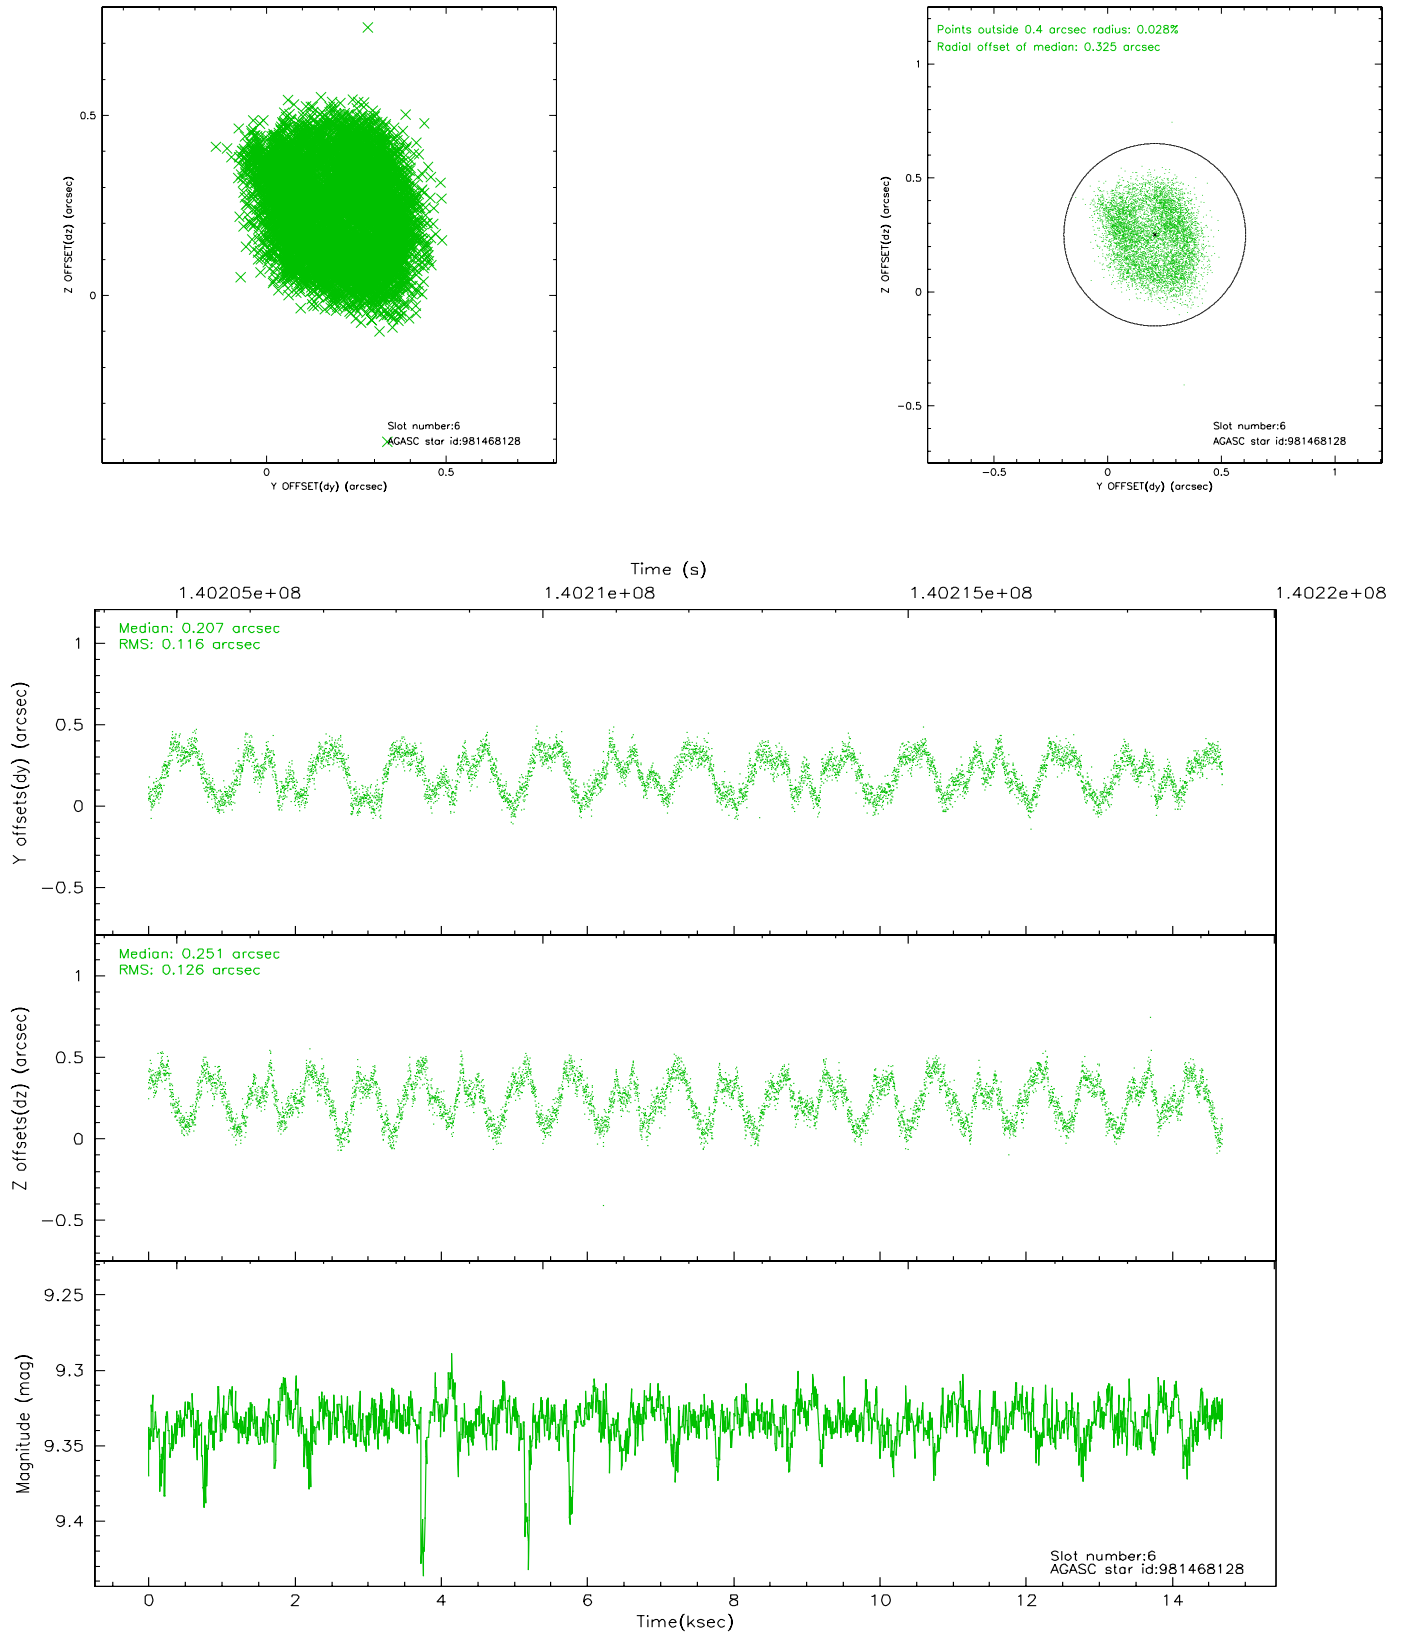 0.5
0
Z OFFSET(dz) (arcsec)
0
0.5
Y OFFSET(dy) (arcsec)
Slot number:6
AGASC star id:981468128
Points outside 0.4 arcsec radius: 0.028%
Radial offset of median: 0.325 arcsec
1
0.5
0
−0.5
Z OFFSET(dz) (arcsec)
−0.5
0
0.5
1
Y OFFSET(dy) (arcsec)
Slot number:6
AGASC star id:981468128
Time (s)
1.40205e+08
1.4021e+08
1.40215e+08
1.4022e+08
Median: 0.207 arcsec
RMS: 0.116 arcsec
1
0.5
0
−0.5
Y offsets(dy) (arcsec)
Median: 0.251 arcsec
RMS: 0.126 arcsec
1
0.5
0
−0.5
Z offsets(dz) (arcsec)
9.25
9.3
9.35
9.4
Magnitude (mag)
Slot number:6
AGASC star id:981468128
0
2
4
6
8
10
12
14
Time(ksec)